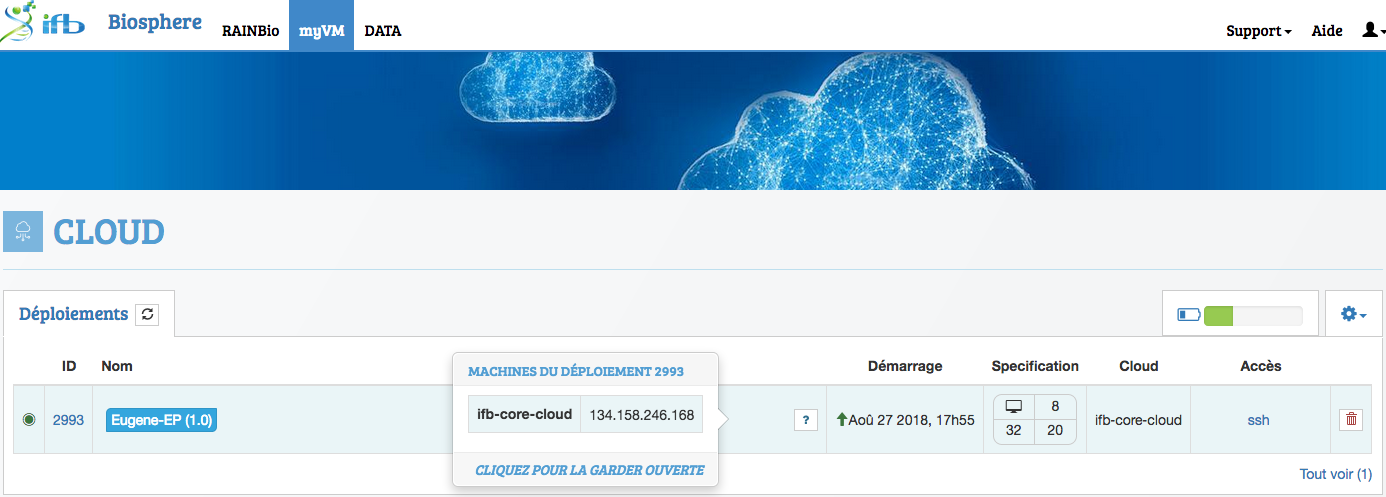 ifb Biosphere RAINBio myVM DATA Support Aide
CLOUD
Déploiements
ID Nom Démarrage Specification Cloud Accès
MACHINES DU DÉPLOIEMENT 2993
2993 Eugene-EP (1.0) ifb-core-cloud 134.158.246.168 ? Aoû 27 2018, 17h55 8 ifb-core-cloud ssh
32 20
CLIQUEZ POUR LA GARDER OUVERTE
Tout voir (1)